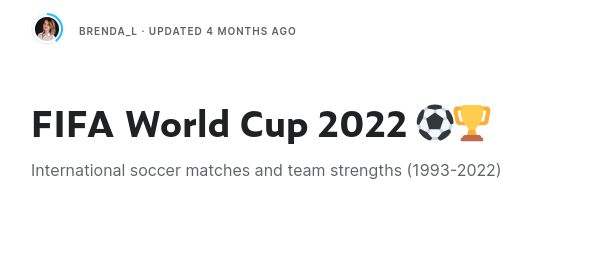 BRENDA_L · UPDATED 4 MONTHS AGO
FIFA World Cup 2022 ⚽🏆
International soccer matches and team strengths (1993-2022)